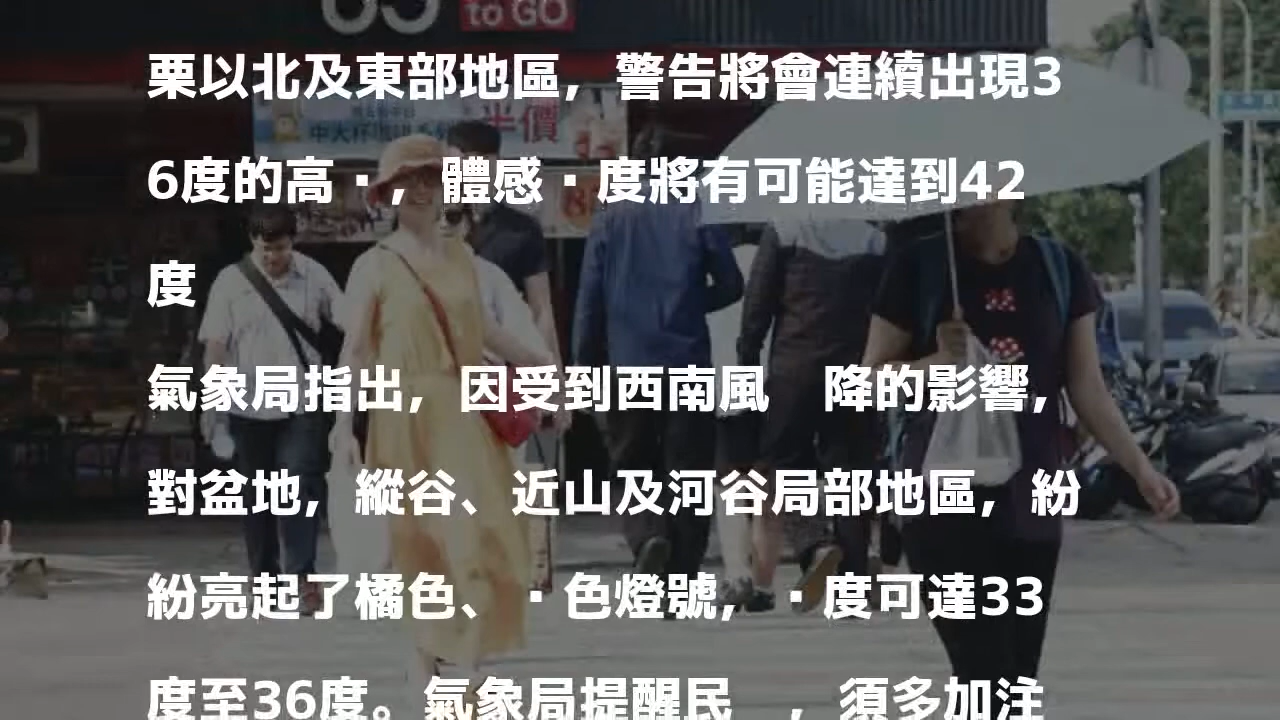 to GO
半價
栗以北及東部地區，警告將會連續出現3
6度的高▪，體感▪度將有可能達到42
度
氣象局指出，因受到西南風　降的影響，
對盆地，縱谷、近山及河谷局部地區，紛
紛亮起了橘色、▪色燈號，▪度可達33
度至36度。氣象局提醒民　，須多加注